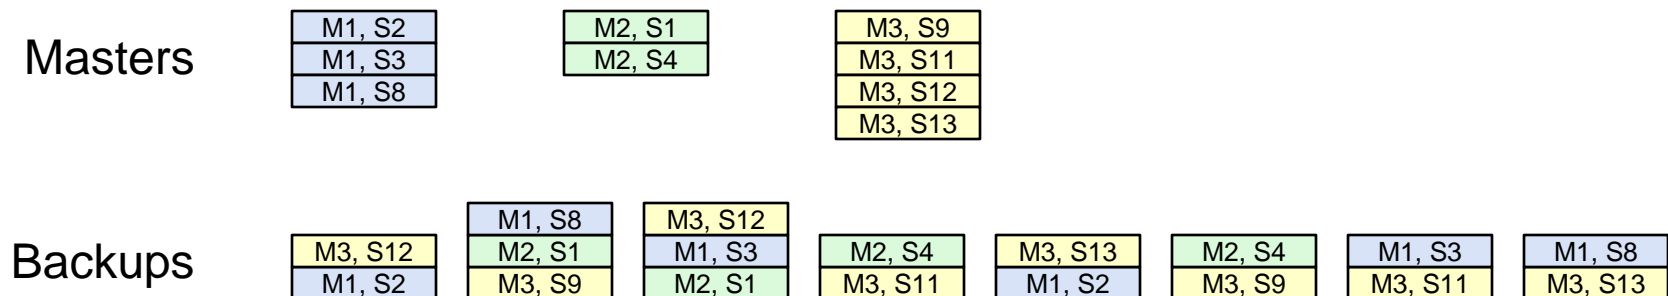 Masters
M1, S2
M1, S3
M1, S8
M2, S1
M2, S4
M3, S9
M3, S11
M3, S12
M3, S13
Backups
M3, S12
M1, S2
M1, S8
M2, S1
M3, S9
M3, S12
M1, S3
M2, S1
M2, S4
M3, S11
M3, S13
M1, S2
M2, S4
M3, S9
M1, S3
M3, S11
M1, S8
M3, S13